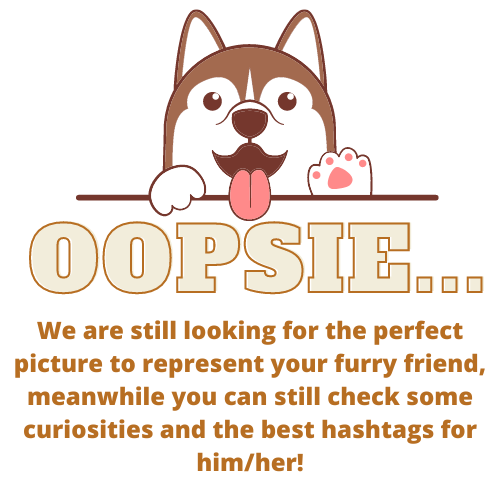 OOPSIE...
We are still looking for the perfect
picture to represent your furry friend,
meanwhile you can still check some
curiosities and the best hashtags for
him/her!